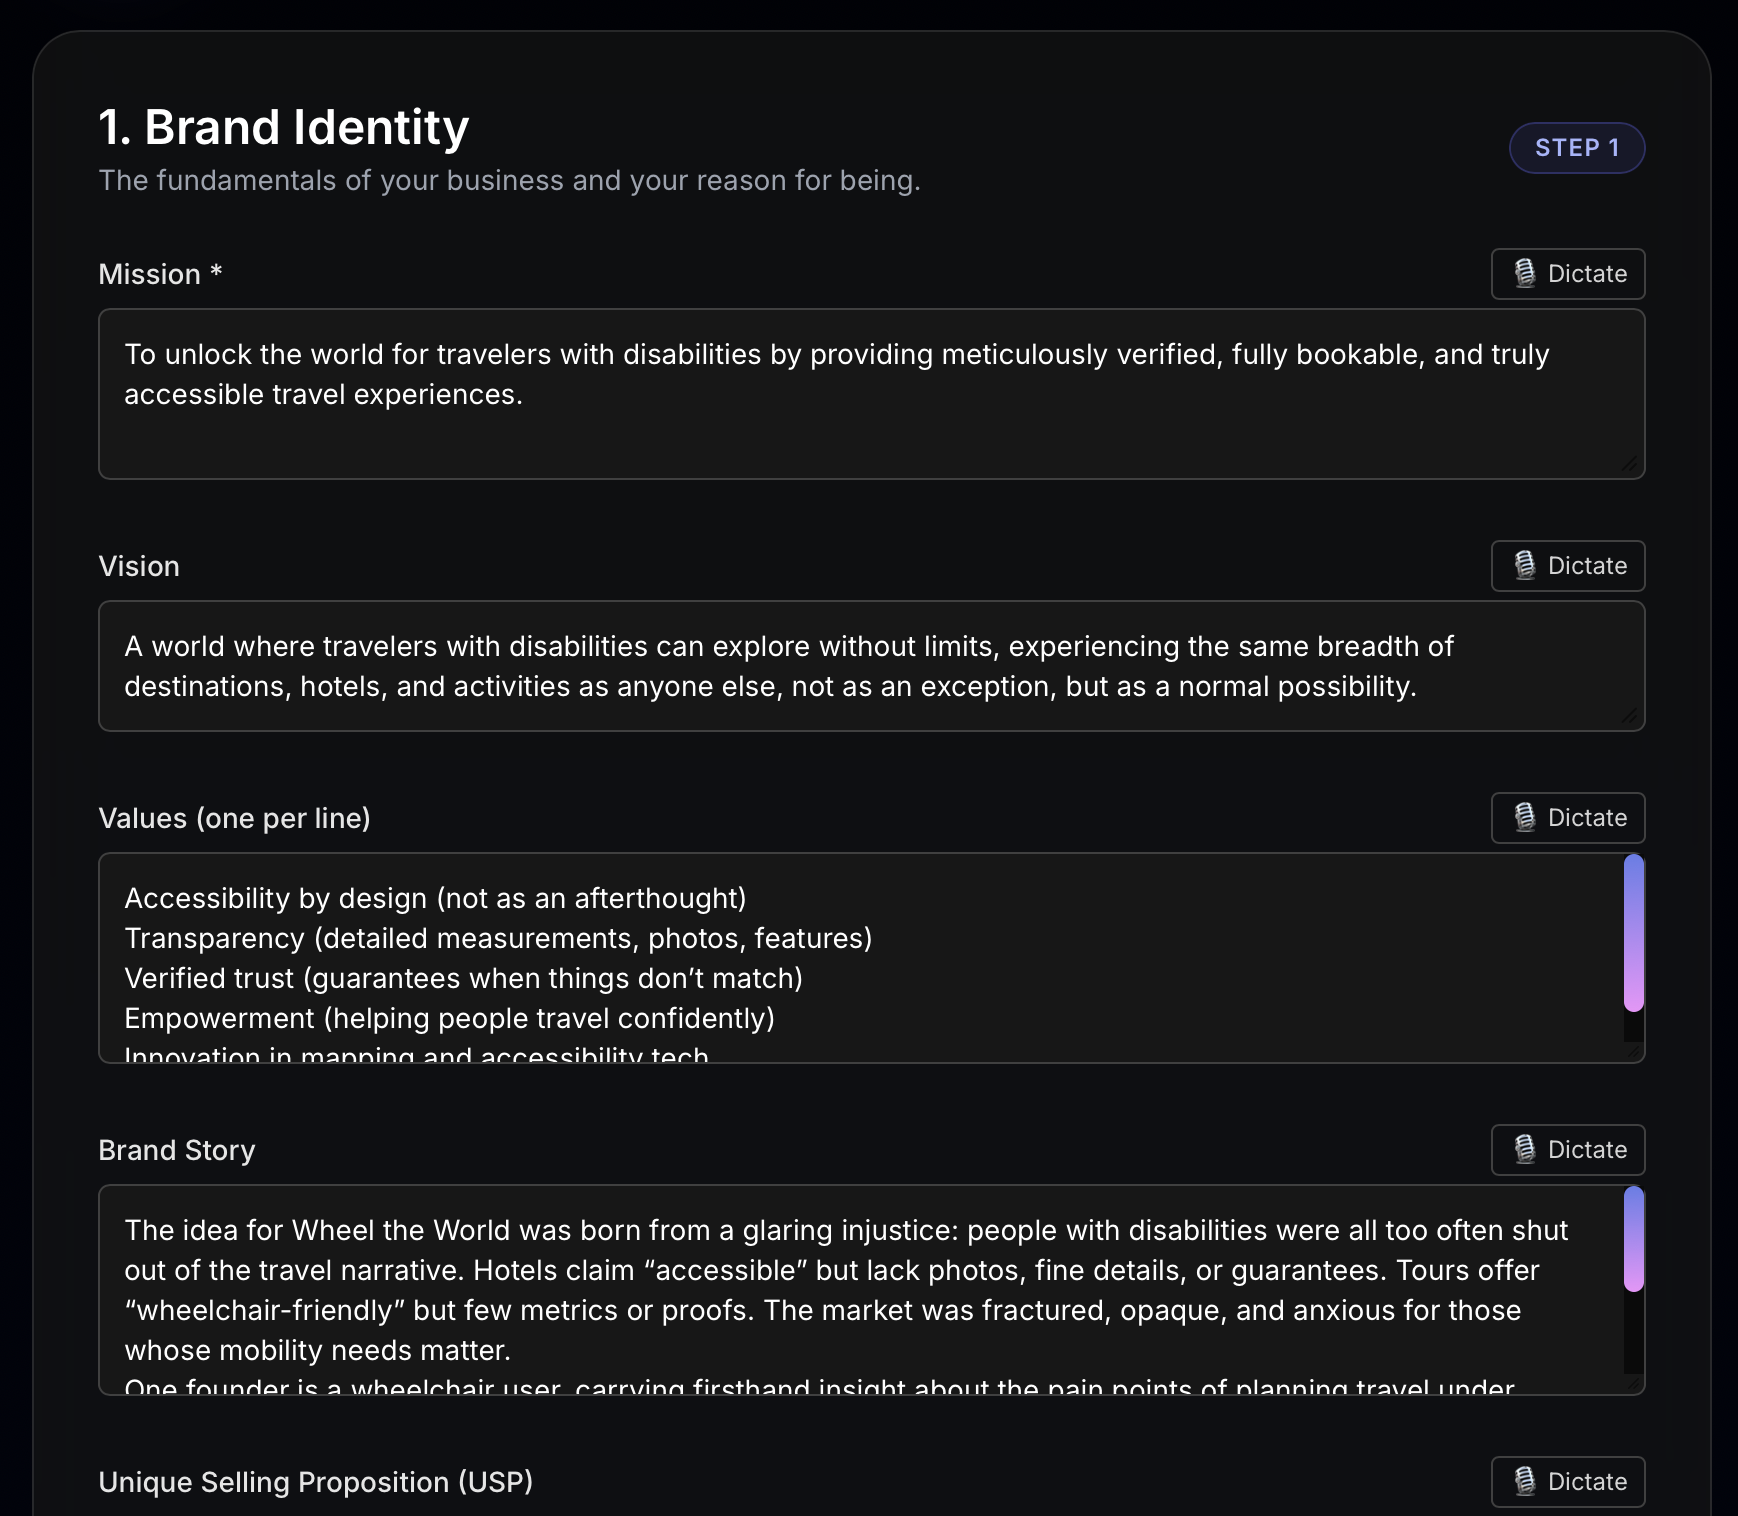 1. Brand Identity
The fundamentals of your business and your reason for being.
STEP 1
Mission *
Dictate
To unlock the world for travelers with disabilities by providing meticulously verified, fully bookable, and truly
accessible travel experiences.
Vision
Dictate
A world where travelers with disabilities can explore without limits, experiencing the same breadth of
destinations, hotels, and activities as anyone else, not as an exception, but as a normal possibility.
Values (one per line)
Dictate
Accessibility by design (not as an afterthought)
Transparency (detailed measurements, photos, features)
Verified trust (guarantees when things don’t match)
Empowerment (helping people travel confidently)
Innovation in mapping and accessibility tech
Brand Story
Dictate
The idea for Wheel the World was born from a glaring injustice: people with disabilities were all too often shut
out of the travel narrative. Hotels claim “accessible” but lack photos, fine details, or guarantees. Tours offer
“wheelchair-friendly” but few metrics or proofs. The market was fractured, opaque, and anxious for those
whose mobility needs matter.
One founder is a wheelchair user, carrying firsthand insight about the pain points of planning travel under
Unique Selling Proposition (USP)
Dictate